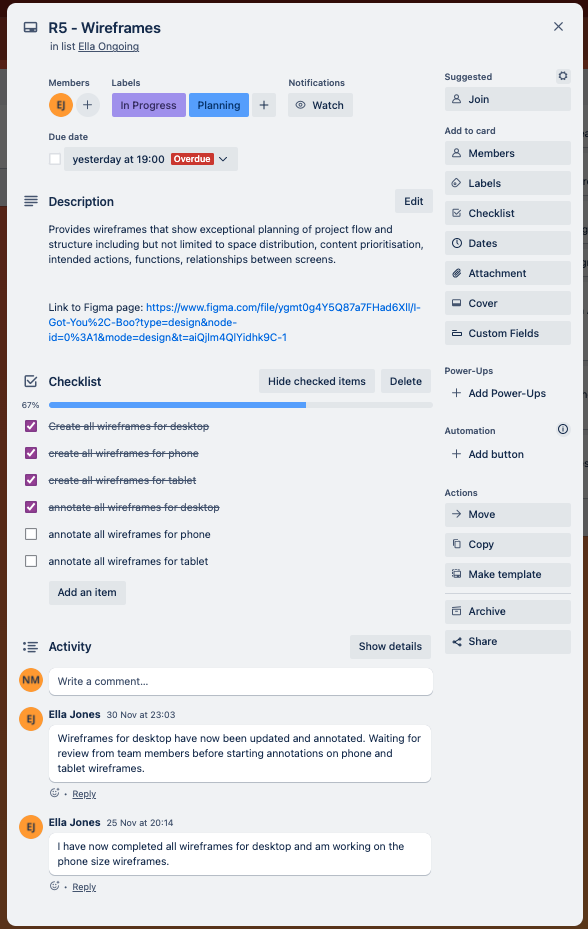 R5 - Wireframes
in list Ella Ongoing
Members
EJ
Labels
In Progress
Planning
Notifications
Watch
Due date
yesterday at 19:00 Overdue
Description
Edit
Provides wireframes that show exceptional planning of project flow and
structure including but not limited to space distribution, content prioritisation,
intended actions, functions, relationships between screens.
Link to Figma page: https://www.figma.com/file/ygmt0g4Y5Q87a7FHad6Xll/I-
Got-You%2C-Boo?type=design&node-
id=0%3A1&mode=design&t=aiQjlm4QlYidhk9C-1
Checklist
Hide checked items
Delete
67%
Create all wireframes for desktop
create all wireframes for phone
create all wireframes for tablet
annotate all wireframes for desktop
annotate all wireframes for phone
annotate all wireframes for tablet
Add an item
Activity
Show details
NM
Write a comment...
EJ
Ella Jones 30 Nov at 23:03
Wireframes for desktop have now been updated and annotated. Waiting for
review from team members before starting annotations on phone and
tablet wireframes.
Reply
EJ
Ella Jones 25 Nov at 20:14
I have now completed all wireframes for desktop and am working on the
phone size wireframes.
Reply
Suggested
Join
Add to card
Members
Labels
Checklist
Dates
Attachment
Cover
Custom Fields
Power-Ups
Add Power-Ups
Automation
Add button
Actions
Move
Copy
Make template
Archive
Share